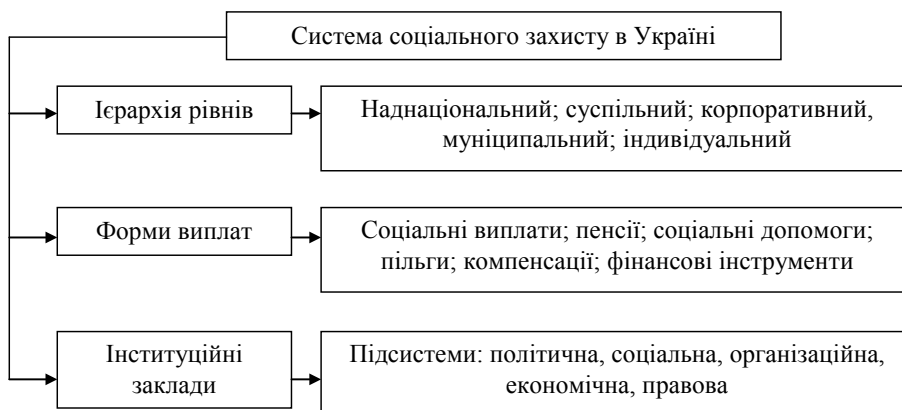 Система соціального захисту в Україні
Ієрархія рівнів
Наднаціональний; суспільний; корпоративний,
муніципальний; індивідуальний
Форми виплат
Соціальні виплати; пенсії; соціальні допомоги;
пільги; компенсації; фінансові інструменти
Інституційні
заклади
Підсистеми: політична, соціальна, організаційна,
економічна, правова